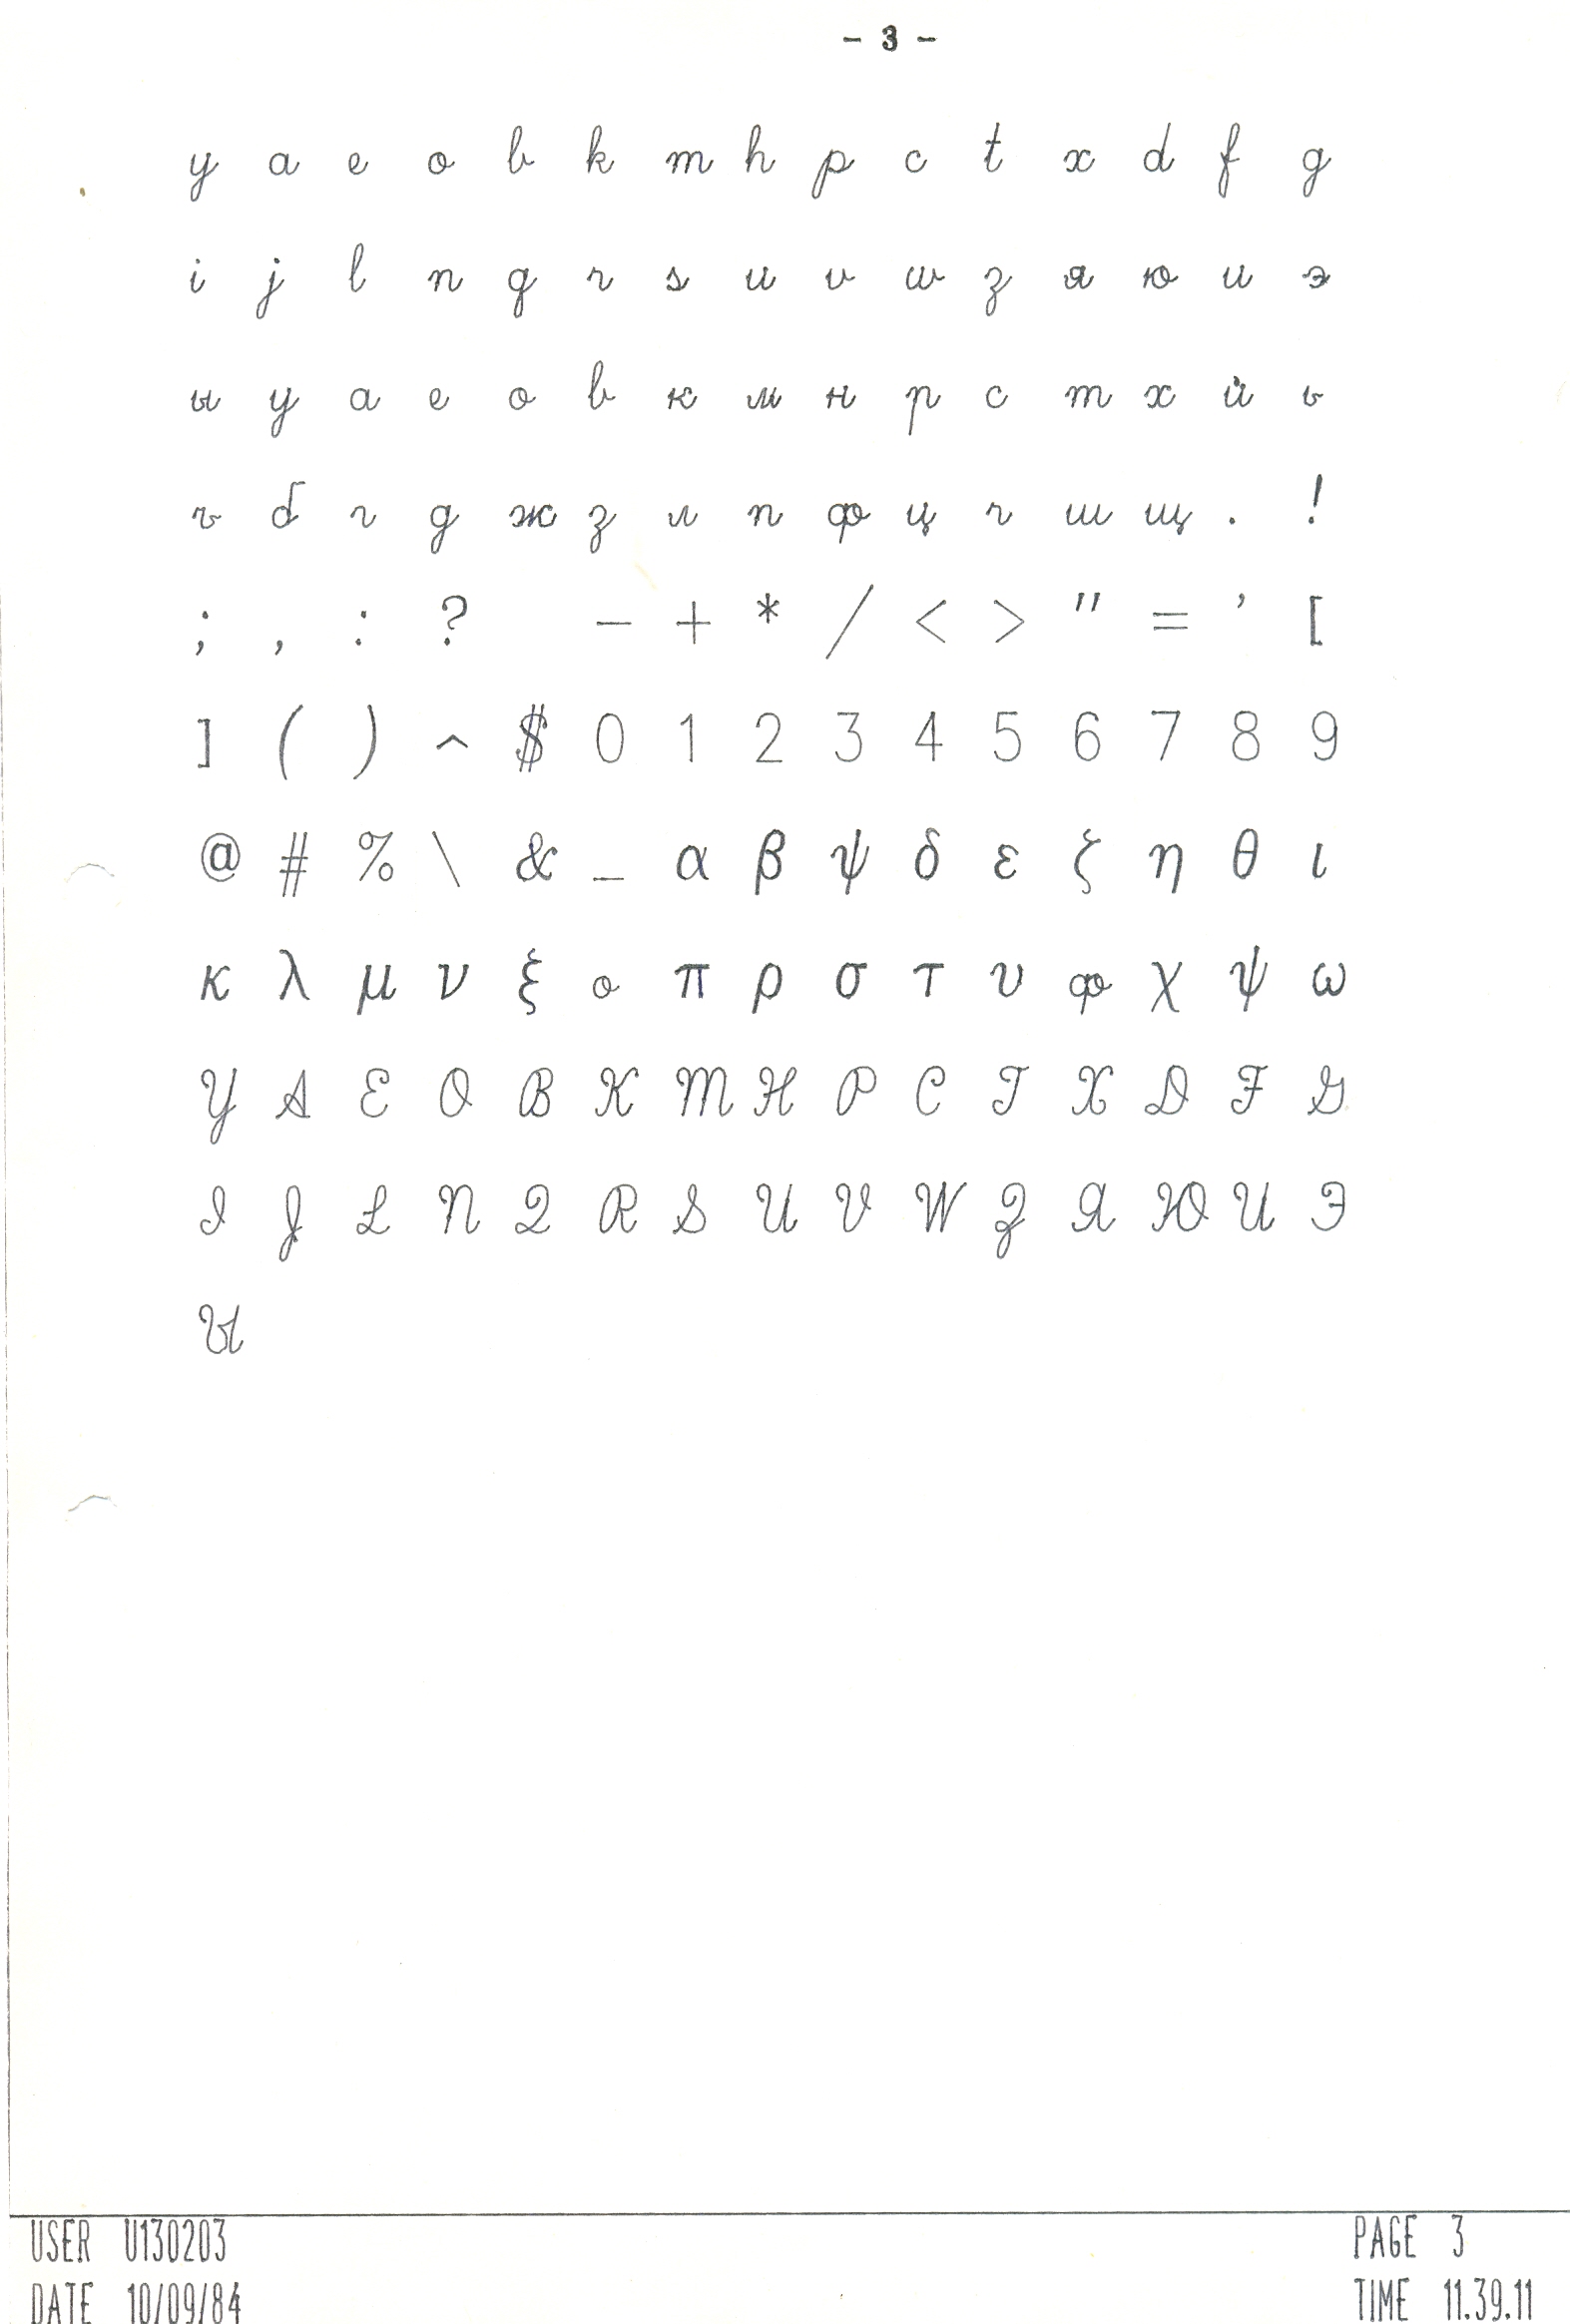 - 3 -
y a e o b k m h p c t x d f g
i j l n q r s u v w z я ю и э
ы у а е о в к м н р с т х й ь
ъ б г д ж з л п ф ц ч ш щ . !
; , : ? - + * / < > " = ' [
] ( ) ^ $ 0 1 2 3 4 5 6 7 8 9
@ # % \ & _ α β ψ δ ε ζ η θ ι
κ λ μ ν ξ ο π ρ σ τ υ φ χ ψ ω
Y A E O B K M H P C T X D F G
I J L N Q R S U V W Z Я Ю И Э
Ы
USER U130203 PAGE 3
DATE 10/09/84 TIME 11.39.11